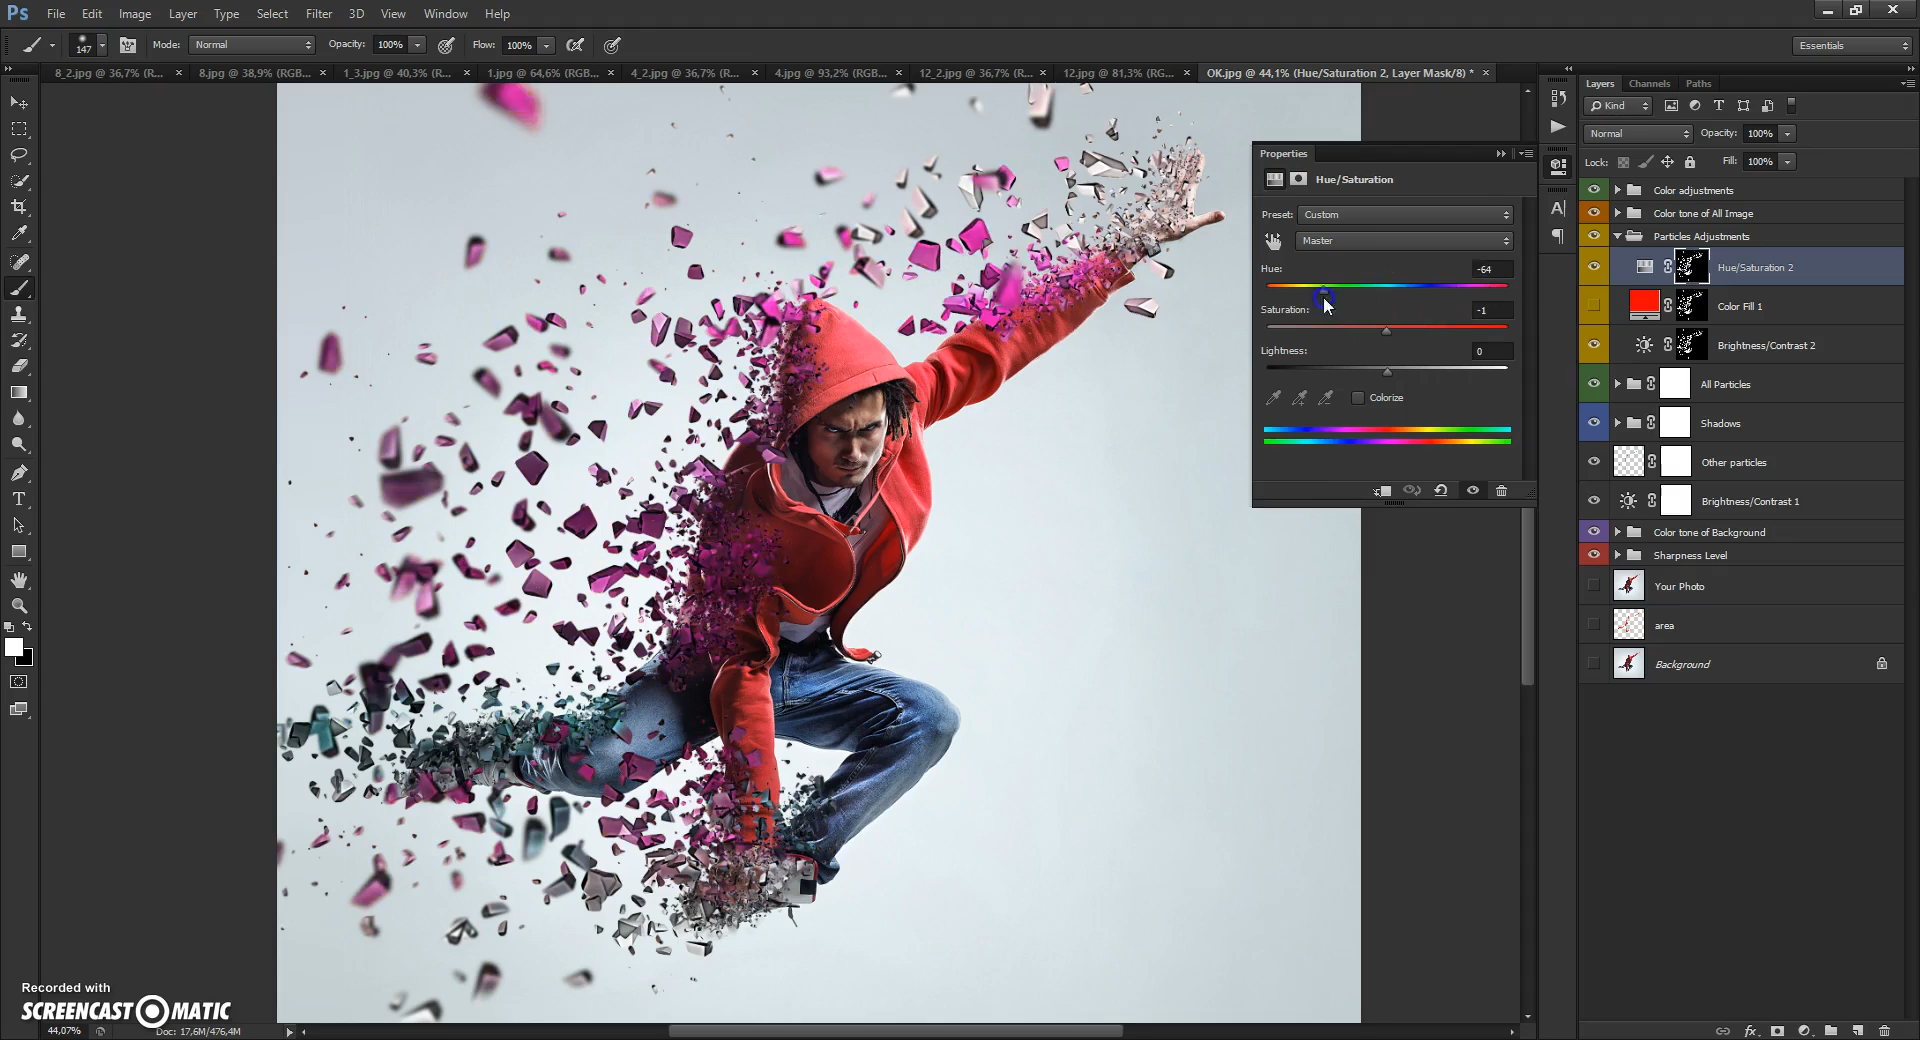 Ps File Edit Image Layer Type Select Filter 3D View Window Help
147 Mode: Normal Opacity: 100% Flow: 100% Essentials
8_2.jpg @ 36,7% (R... × 8.jpg @ 38,9% (RGB... × 1_3.jpg @ 40,3% (R... × 1.jpg @ 64,6% (RGB... × 4_2.jpg @ 36,7% (R... × 4.jpg @ 93,2% (RGB... × 12_2.jpg @ 36,7% (R... × 12.jpg @ 81,3% (RGB... × OK.jpg @ 44,1% (Hue/Saturation 2, Layer Mask/8) * ×
Properties
Hue/Saturation
Preset: Custom
Master
Hue: -64
Saturation: -1
Lightness: 0
Colorize
Layers Channels Paths
Kind
Normal Opacity: 100%
Lock: Fill: 100%
Color adjustments
Color tone of All Image
Particles Adjustments
Hue/Saturation 2
Color Fill 1
Brightness/Contrast 2
All Particles
Shadows
Other particles
Brightness/Contrast 1
Color tone of Background
Sharpness Level
Your Photo
area
Background
Recorded with
SCREENCAST-O-MATIC
44,07% Doc: 17,6M/476,4M